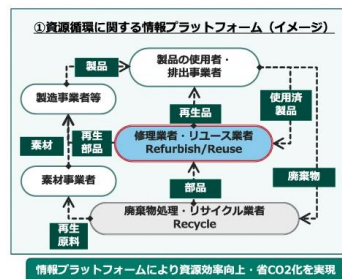 ①資源循環に関する情報プラットフォーム（イメージ）
製品
製品の使用者・
排出事業者
製造事業者等
再生品
使用済
製品
素材
再生
部品
修理業者・リユース業者
Refurbish/Reuse
素材事業者
部品
廃棄物
再生
原料
廃棄物処理・リサイクル業者
Recycle
情報プラットフォームにより資源効率向上・省CO2化を実現